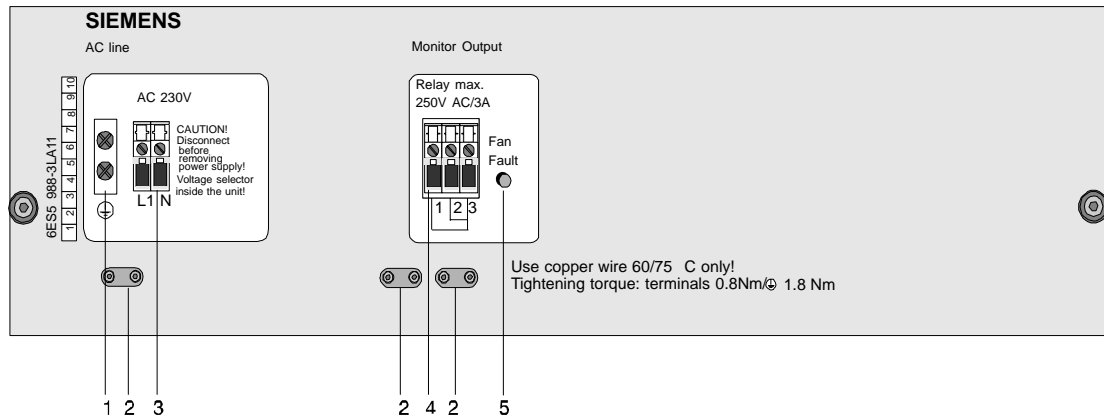 SIEMENS
AC line
Monitor Output
6ES5 988-3LA11
10
9
8
7
6
5
4
3
2
1
AC 230V
CAUTION!
Disconnect
before
removing
power supply!
Voltage selector
inside the unit!
L1 N
Relay max.
250V AC/3A
Fan
Fault
1 2 3
Use copper wire 60/75 C only!
Tightening torque: terminals 0.8Nm/⏚ 1.8 Nm
1 2 3 2 4 2 5